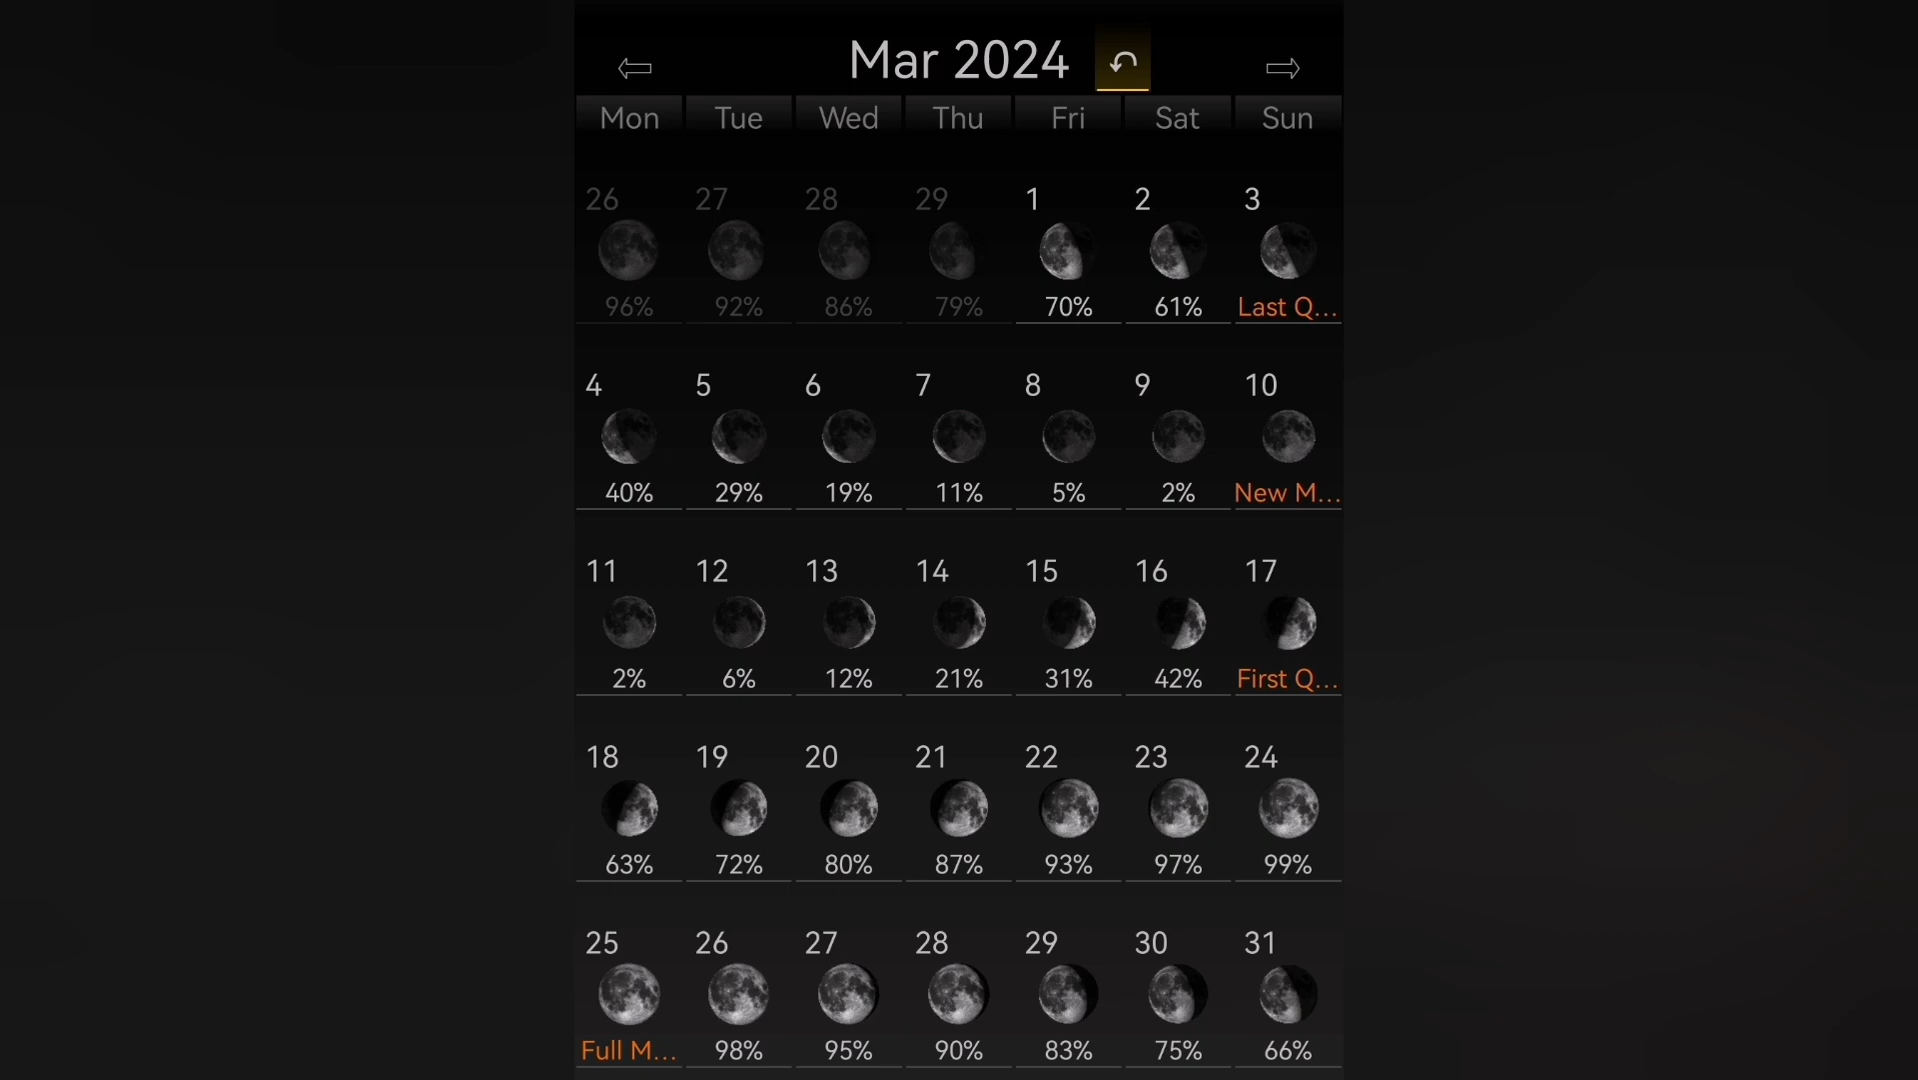 Mar 2024
Mon Tue Wed Thu Fri Sat Sun
26 27 28 29 1 2 3
96% 92% 86% 79% 70% 61% Last Q...
4 5 6 7 8 9 10
40% 29% 19% 11% 5% 2% New M...
11 12 13 14 15 16 17
2% 6% 12% 21% 31% 42% First Q...
18 19 20 21 22 23 24
63% 72% 80% 87% 93% 97% 99%
25 26 27 28 29 30 31
Full M... 98% 95% 90% 83% 75% 66%